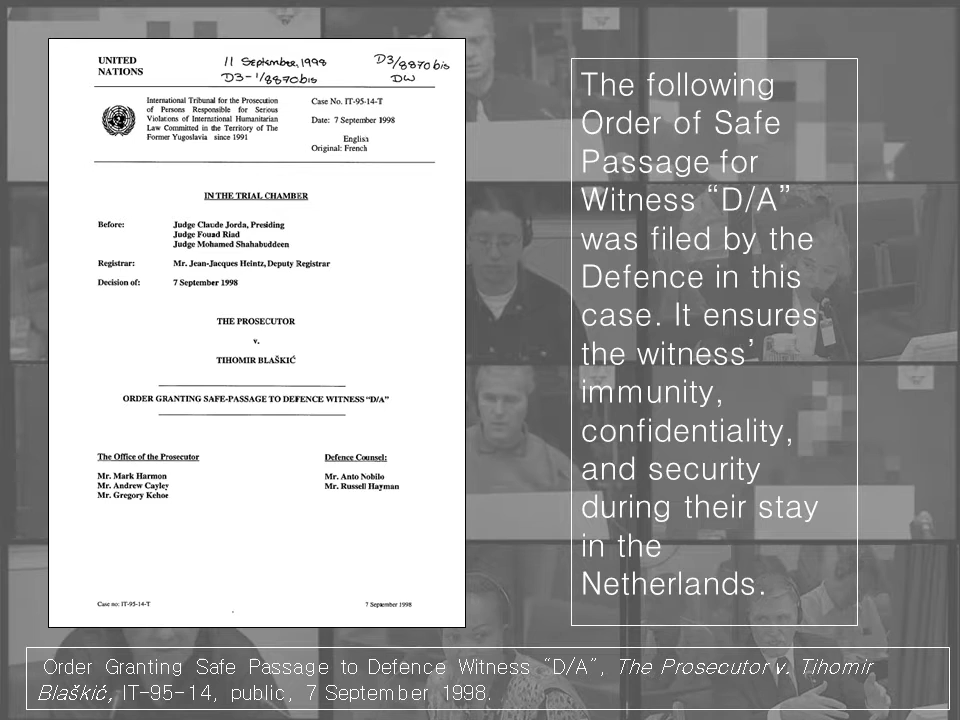 UNITED
NATIONS
11 September, 1998
D3-1/8870bis
D3/8870bis
DW
International Tribunal for the Prosecution
of Persons Responsible for Serious
Violations of International Humanitarian
Law Committed in the Territory of The
Former Yugoslavia since 1991
Case No. IT-95-14-T
Date: 7 September 1998
English
Original: French
IN THE TRIAL CHAMBER
Before: Judge Claude Jorda, Presiding
Judge Fouad Riad
Judge Mohamed Shahabuddeen
Registrar: Mr. Jean-Jacques Heintz, Deputy Registrar
Decision of: 7 September 1998
THE PROSECUTOR
v.
TIHOMIR BLAŠKIĆ
ORDER GRANTING SAFE-PASSAGE TO DEFENCE WITNESS “D/A”
The Office of the Prosecutor
Mr. Mark Harmon
Mr. Andrew Cayley
Mr. Gregory Kehoe
Defence Counsel:
Mr. Anto Nobilo
Mr. Russell Hayman
Case no: IT-95-14-T 7 September 1998
The following
Order of Safe
Passage for
Witness “D/A”
was filed by the
Defence in this
case. It ensures
the witness’
immunity,
confidentiality,
and security
during their stay
in the
Netherlands.
Order Granting Safe Passage to Defence Witness “D/A”, The Prosecutor v. Tihomir
Blaškić, IT-95-14, public, 7 September 1998.